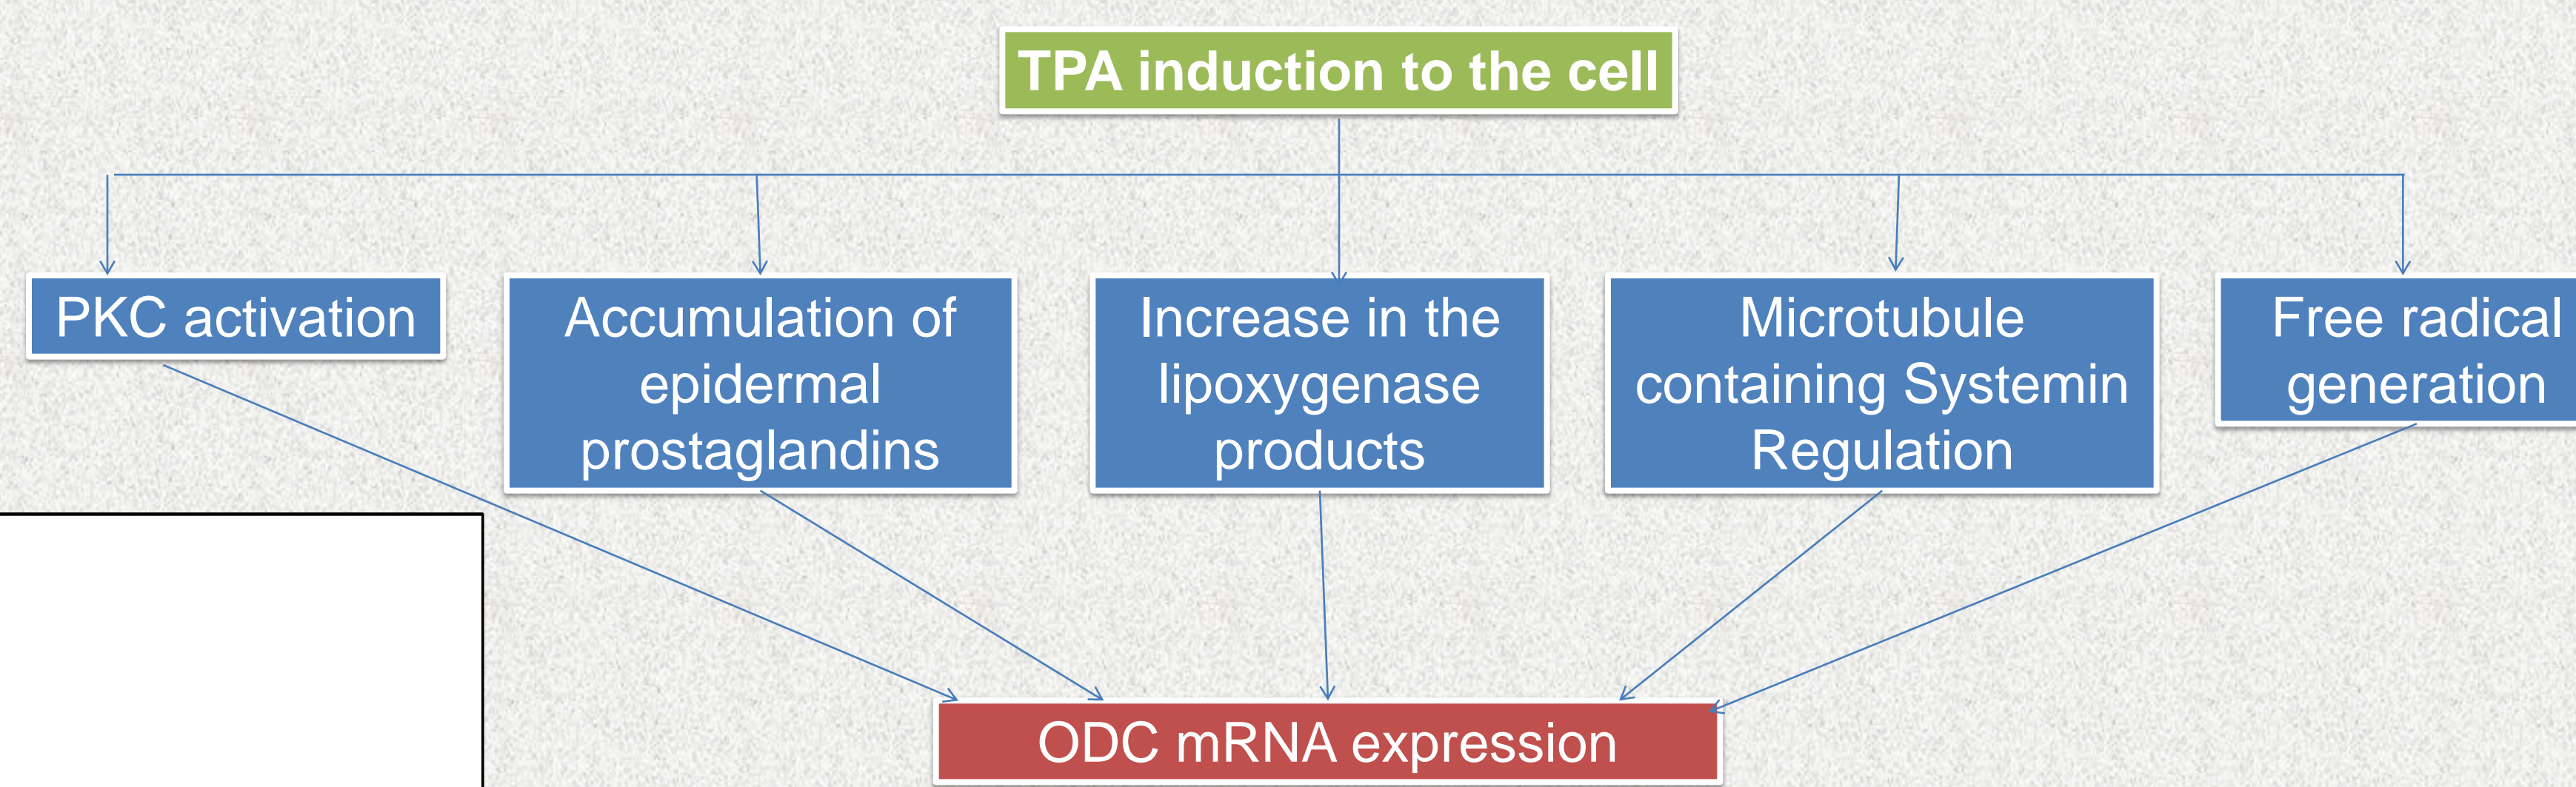 TPA induction to the cell
PKC activation
Accumulation of
epidermal
prostaglandins
Increase in the
lipoxygenase
products
Microtubule
containing Systemin
Regulation
Free radical
generation
ODC mRNA expression